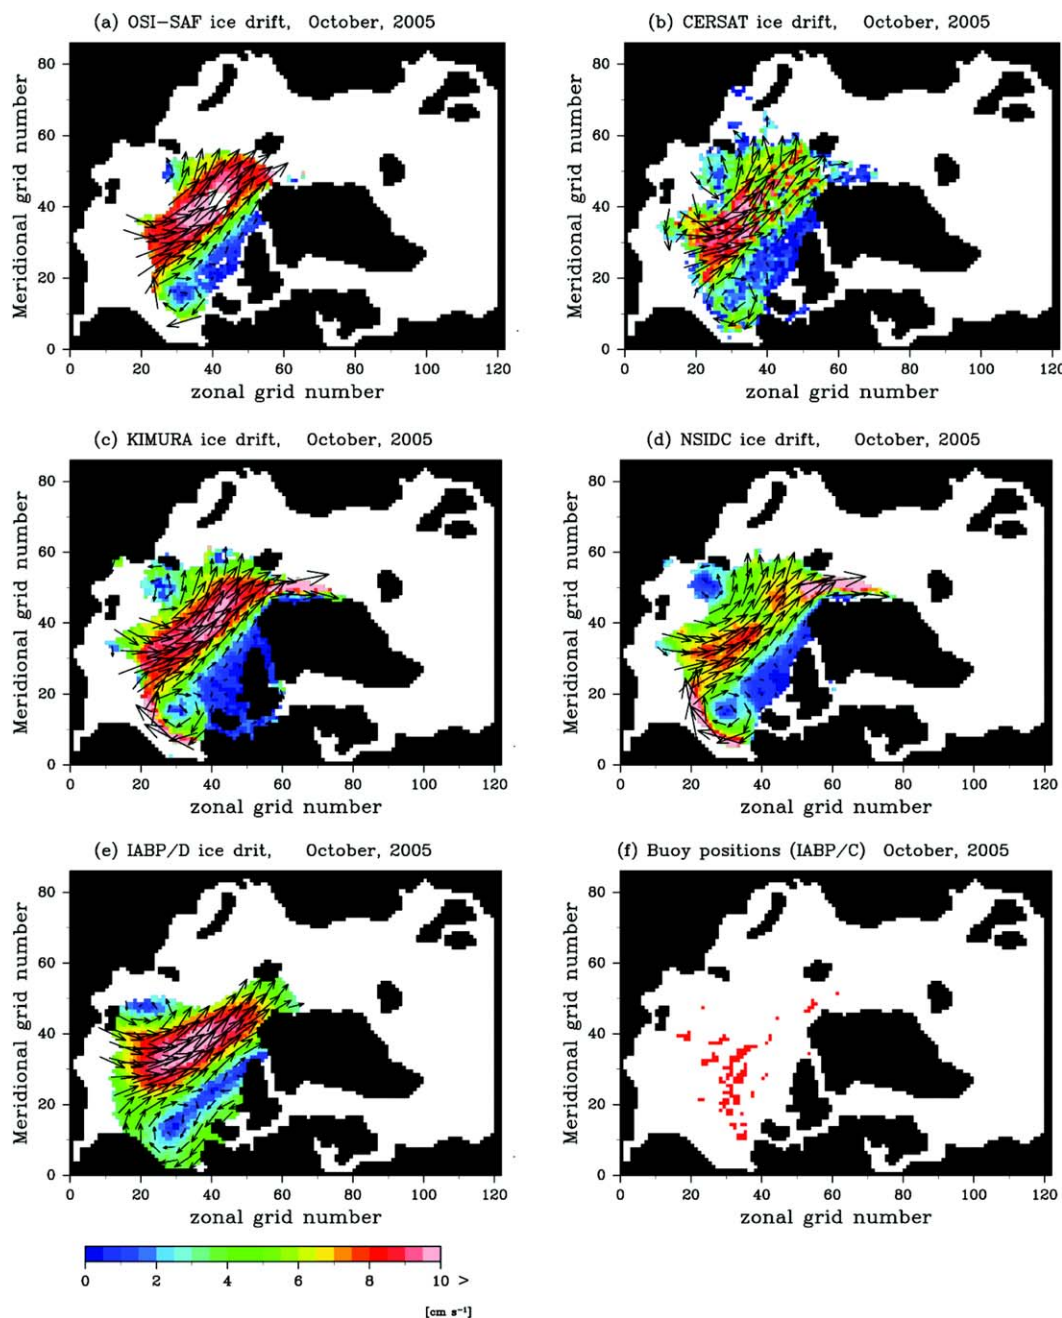 (a) OSI−SAF ice drift, October, 2005
(b) CERSAT ice drift, October, 2005
Meridional grid number
80
60
40
20
0
0 20 40 60 80 100 120
zonal grid number
Meridional grid number
80
60
40
20
0
0 20 40 60 80 100 120
zonal grid number
(c) KIMURA ice drift, October, 2005
(d) NSIDC ice drift, October, 2005
Meridional grid number
80
60
40
20
0
0 20 40 60 80 100 120
zonal grid number
Meridional grid number
80
60
40
20
0
0 20 40 60 80 100 120
zonal grid number
(e) IABP/D ice drit, October, 2005
(f) Buoy positions (IABP/C) October, 2005
Meridional grid number
80
60
40
20
0
0 20 40 60 80 100 120
zonal grid number
Meridional grid number
80
60
40
20
0
0 20 40 60 80 100 120
zonal grid number
0 2 4 6 8 10 >
[cm s⁻¹]